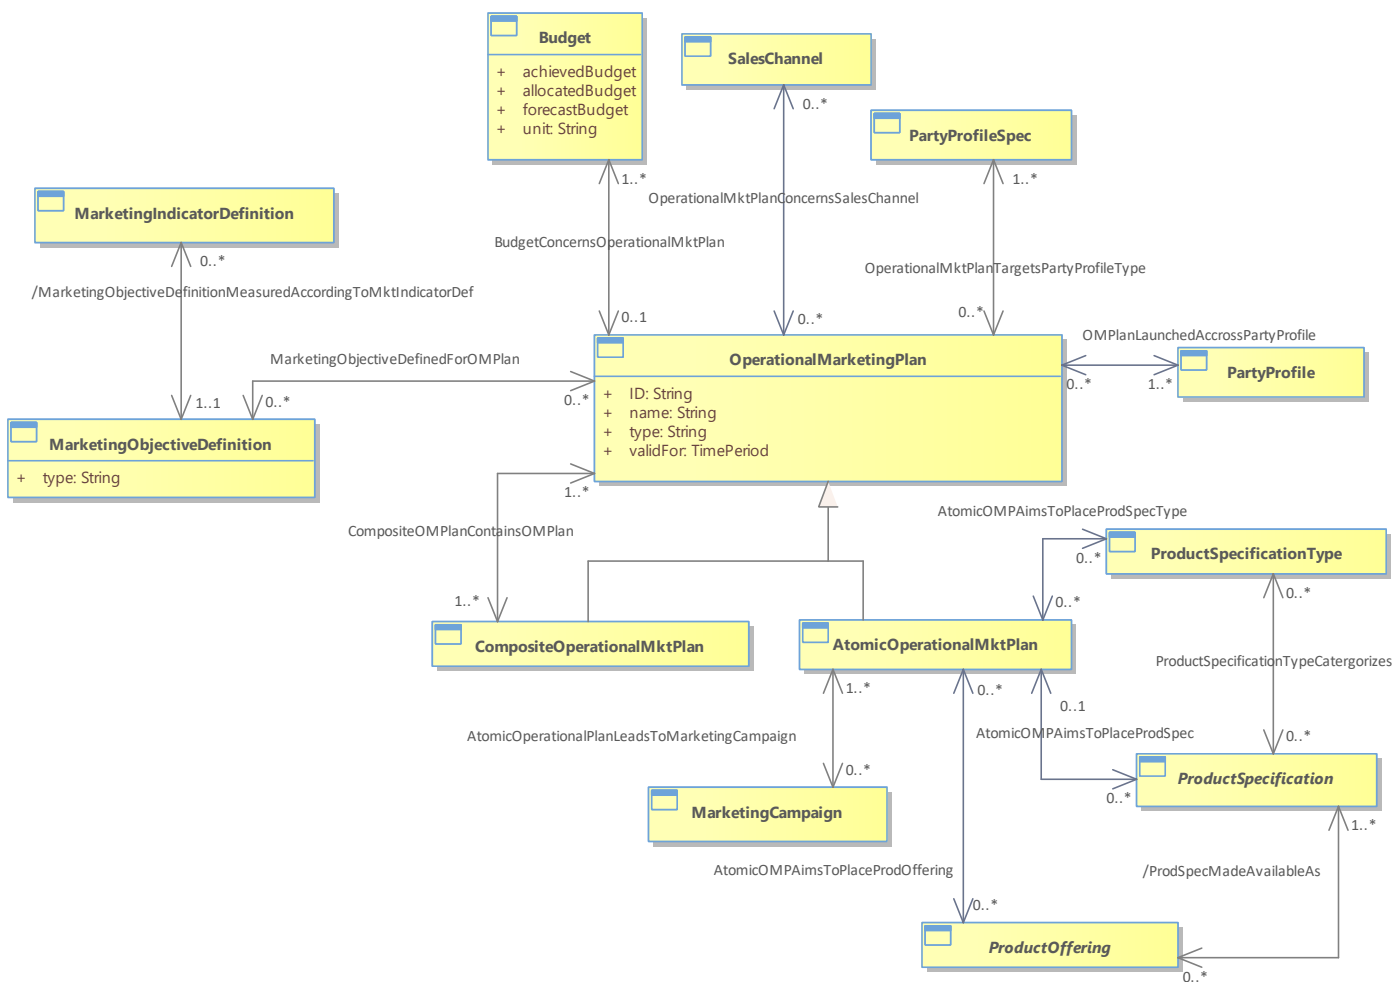 Budget
+ achievedBudget
+ allocatedBudget
+ forecastBudget
+ unit: String
SalesChannel
0..*
PartyProfileSpec
1..*
1..*
OperationalMktPlanConcernsSalesChannel
MarketingIndicatorDefinition
BudgetConcernsOperationalMktPlan
0..*
OperationalMktPlanTargetsPartyProfileType
/MarketingObjectiveDefinitionMeasuredAccordingToMktIndicatorDef
0..1
0..*
0..*
OMPlanLaunchedAccrossPartyProfile
MarketingObjectiveDefinedForOMPlan
OperationalMarketingPlan
PartyProfile
0..*
1..*
+ ID: String
+ name: String
+ type: String
+ validFor: TimePeriod
1..1
0..*
0..*
MarketingObjectiveDefinition
+ type: String
1..*
CompositeOMPlanContainsOMPlan
AtomicOMPAimsToPlaceProdSpecType
0..*
ProductSpecificationType
1..*
0..*
0..*
CompositeOperationalMktPlan
AtomicOperationalMktPlan
ProductSpecificationTypeCatergorizes
1..*
0..*
0..1
AtomicOperationalPlanLeadsToMarketingCampaign
AtomicOMPAimsToPlaceProdSpec
0..*
0..*
ProductSpecification
0..*
MarketingCampaign
1..*
AtomicOMPAimsToPlaceProdOffering
/ProdSpecMadeAvailableAs
0..*
ProductOffering
0..*